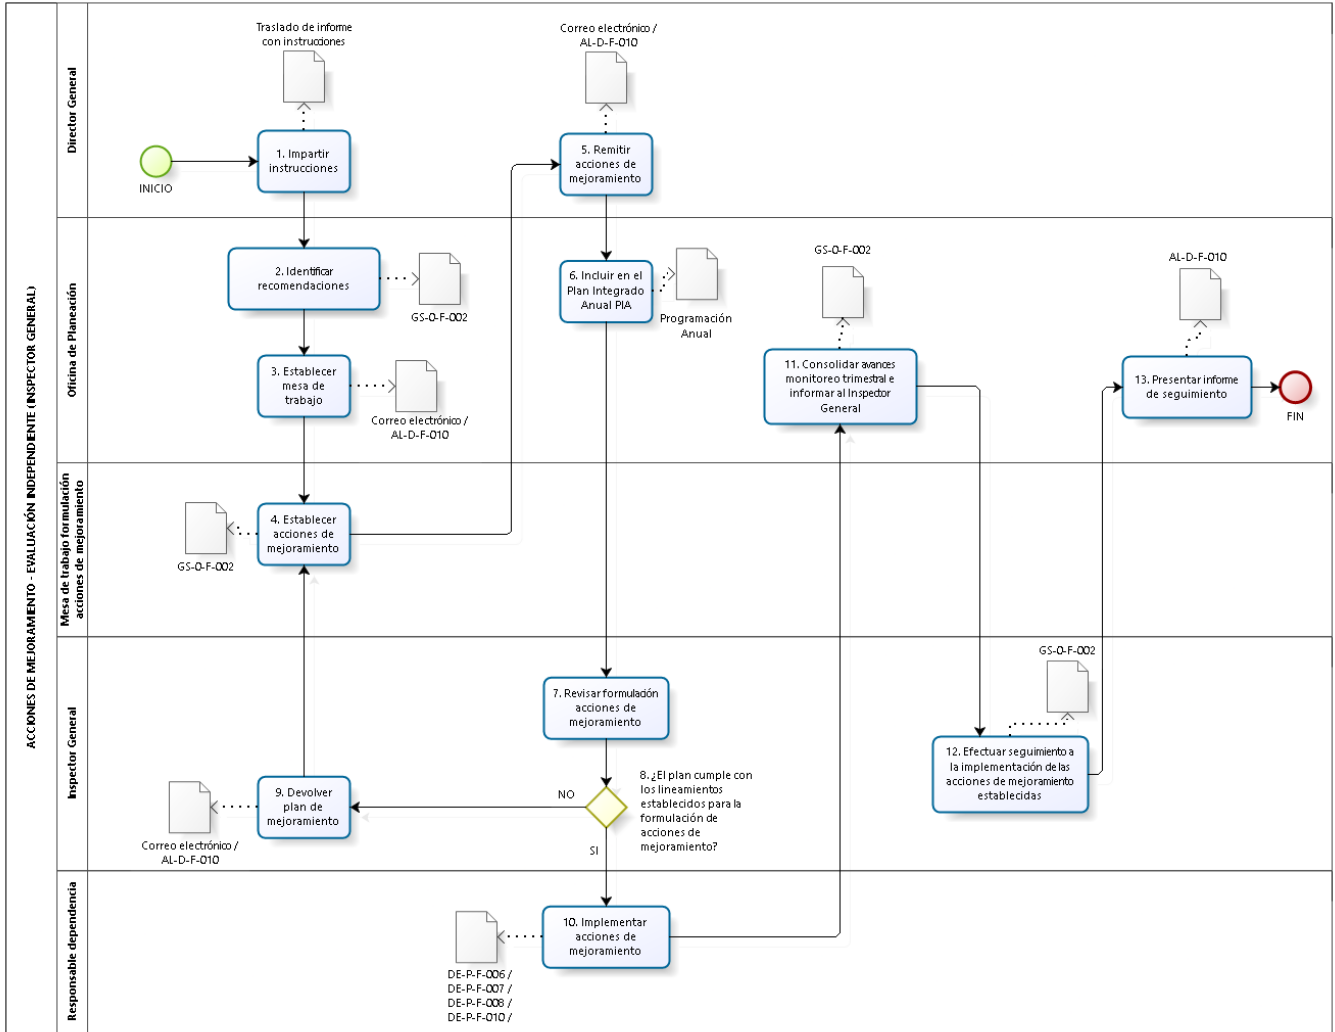 ACCIONES DE MEJORAMIENTO - EVALUACIÓN INDEPENDIENTE (INSPECTOR GENERAL)
Director General
Traslado de informe
con instrucciones
INICIO
1. Impartir
instrucciones
Correo electrónico /
AL-D-F-010
5. Remitir
acciones de
mejoramiento
Oficina de Planeación
2. Identificar
recomendaciones
GS-O-F-002
3. Establecer
mesa de
trabajo
Correo electrónico /
AL-D-F-010
6. Incluir en el
Plan Integrado
Anual PIA
Programación
Anual
GS-O-F-002
11. Consolidar avances
monitoreo trimestral e
informar al Inspector
General
AL-D-F-010
13. Presentar informe
de seguimiento
FIN
Mesa de trabajo formulación
acciones de mejoramiento
GS-O-F-002
4. Establecer
acciones de
mejoramiento
Inspector General
7. Revisar formulación
acciones de
mejoramiento
8. ¿El plan cumple con
los lineamientos
establecidos para la
formulación de
acciones de
mejoramiento?
NO
SI
9. Devolver
plan de
mejoramiento
Correo electrónico /
AL-D-F-010
GS-O-F-002
12. Efectuar seguimiento a
la implementación de las
acciones de mejoramiento
establecidas
Responsable dependencia
10. Implementar
acciones de
mejoramiento
DE-P-F-006 /
DE-P-F-007 /
DE-P-F-008 /
DE-P-F-010 /